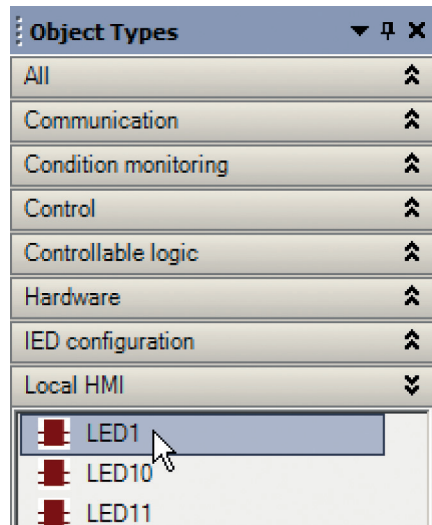 Object Types
All
Communication
Condition monitoring
Control
Controllable logic
Hardware
IED configuration
Local HMI
LED1
LED10
LED11